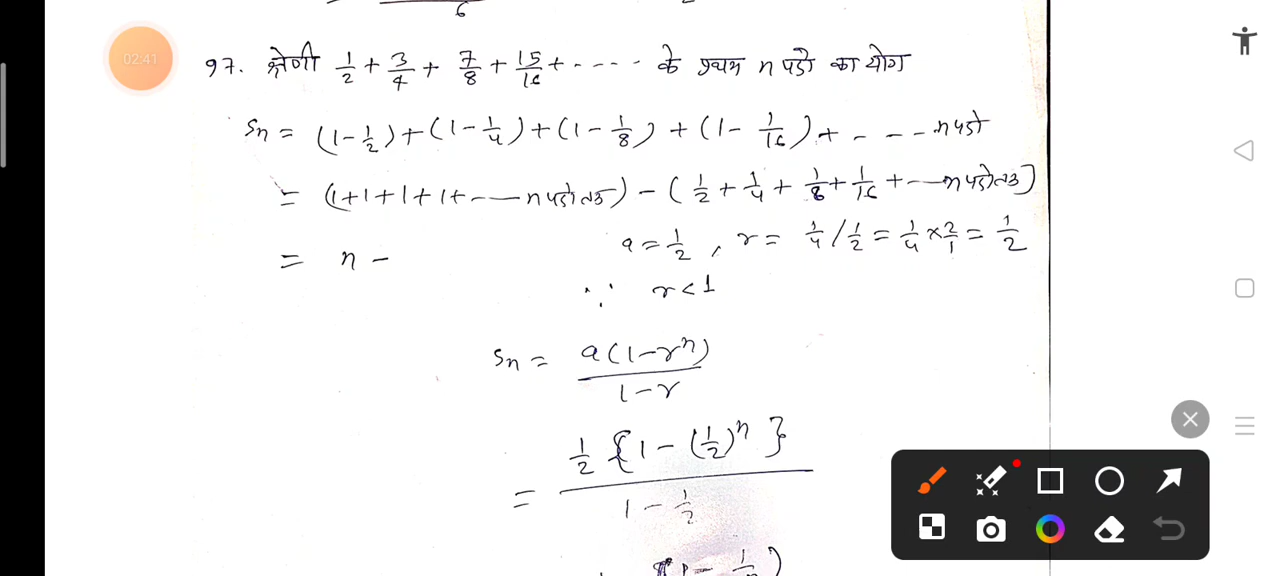 6
02:41
97. श्रेणी 1/2 + 3/4 + 7/8 + 15/16 + ---- के प्रथम n पदो का योग
Sn = (1-1/2)+(1-1/4)+(1-1/8)+(1-1/16)+ - - - n पदो
= (1+1+1+1+--- n पदो तक) - (1/2+1/4+1/8+1/16+--- n पदो तक)
a = 1/2, r = 1/4 / 1/2 = 1/4 × 2/1 = 1/2
= n -
∵ r < 1
Sn = a(1-rⁿ) / 1-r
= 1/2 {1-(1/2)ⁿ} / 1 - 1/2